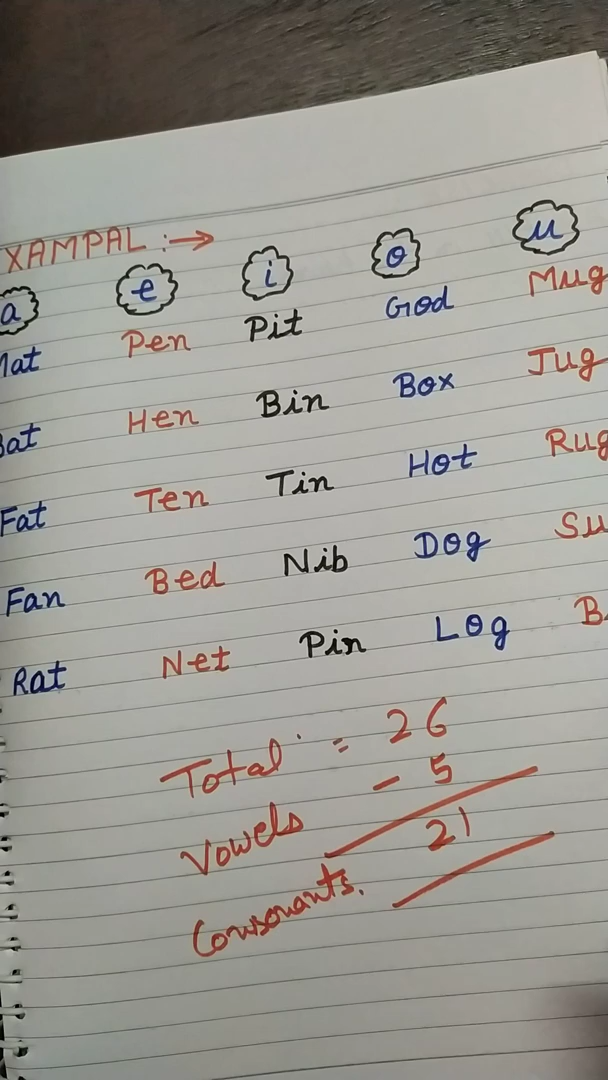 XAMPAL :→
a e i o u
Mat Pen Pit God Mug
Bat Hen Bin Box Jug
Fat Ten Tin Hot Rug
Fan Bed Nib Dog
Rat Net Pin Log
Total = 26
Vowels - 5
Consonants. 21